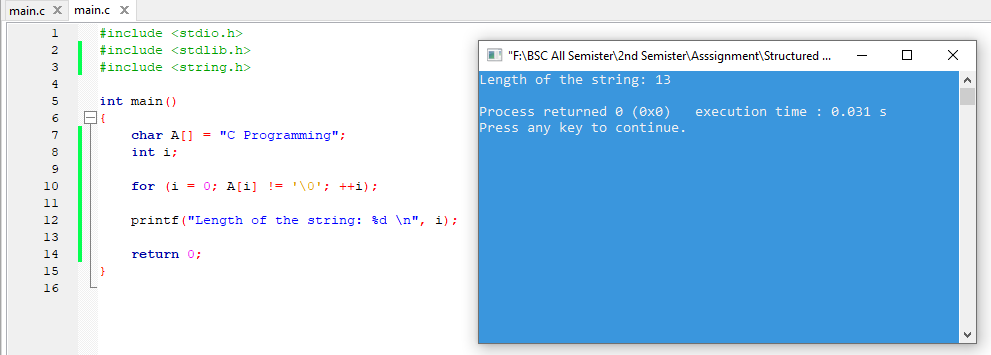 main.c X main.c X
1 #include <stdio.h>
2 #include <stdlib.h>
3 #include <string.h>
4
5 int main()
6 {
7 char A[] = "C Programming";
8 int i;
9
10 for (i = 0; A[i] != '\0'; ++i);
11
12 printf("Length of the string: %d \n", i);
13
14 return 0;
15 }
16
"F:\BSC All Semister\2nd Semister\Asssignment\Structured ...
Length of the string: 13
Process returned 0 (0x0) execution time : 0.031 s
Press any key to continue.